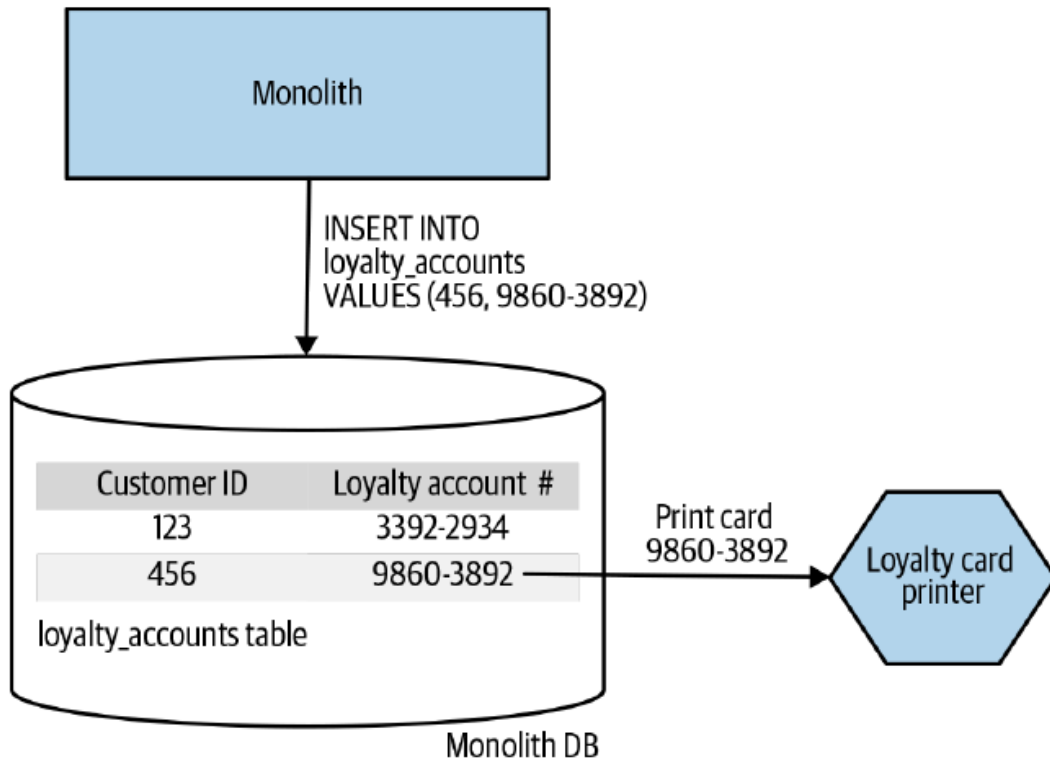 Monolith
INSERT INTO
loyalty_accounts
VALUES (456, 9860-3892)
Customer ID Loyalty account #
123 3392-2934
456 9860-3892
loyalty_accounts table
Print card
9860-3892
Loyalty card
printer
Monolith DB